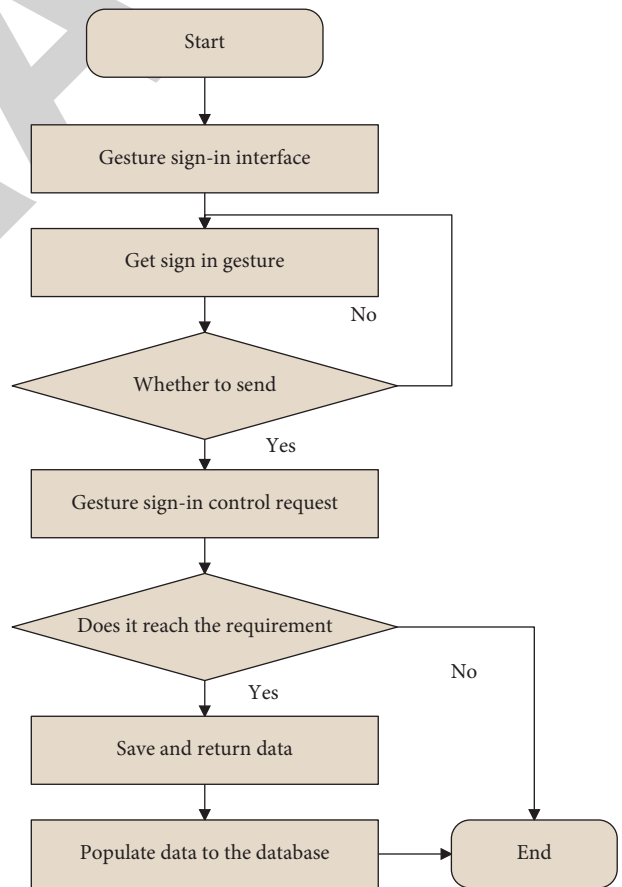 Start
Gesture sign-in interface
Get sign in gesture
No
Whether to send
Yes
Gesture sign-in control request
Does it reach the requirement
No
Yes
Save and return data
Populate data to the database
End